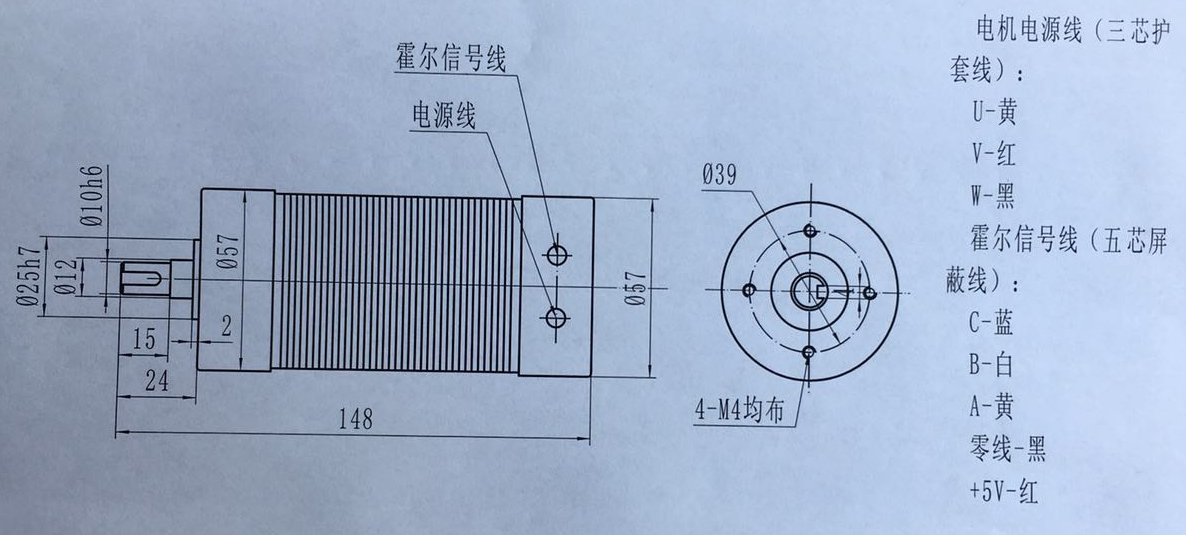 霍尔信号线
电源线
Ø10h6
Ø25h7
Ø12
Ø57
Ø57
2
15
24
148
Ø39
4-M4均布
电机电源线（三芯护
套线）：
U-黄
V-红
W-黑
霍尔信号线（五芯屏
蔽线）：
C-蓝
B-白
A-黄
零线-黑
+5V-红